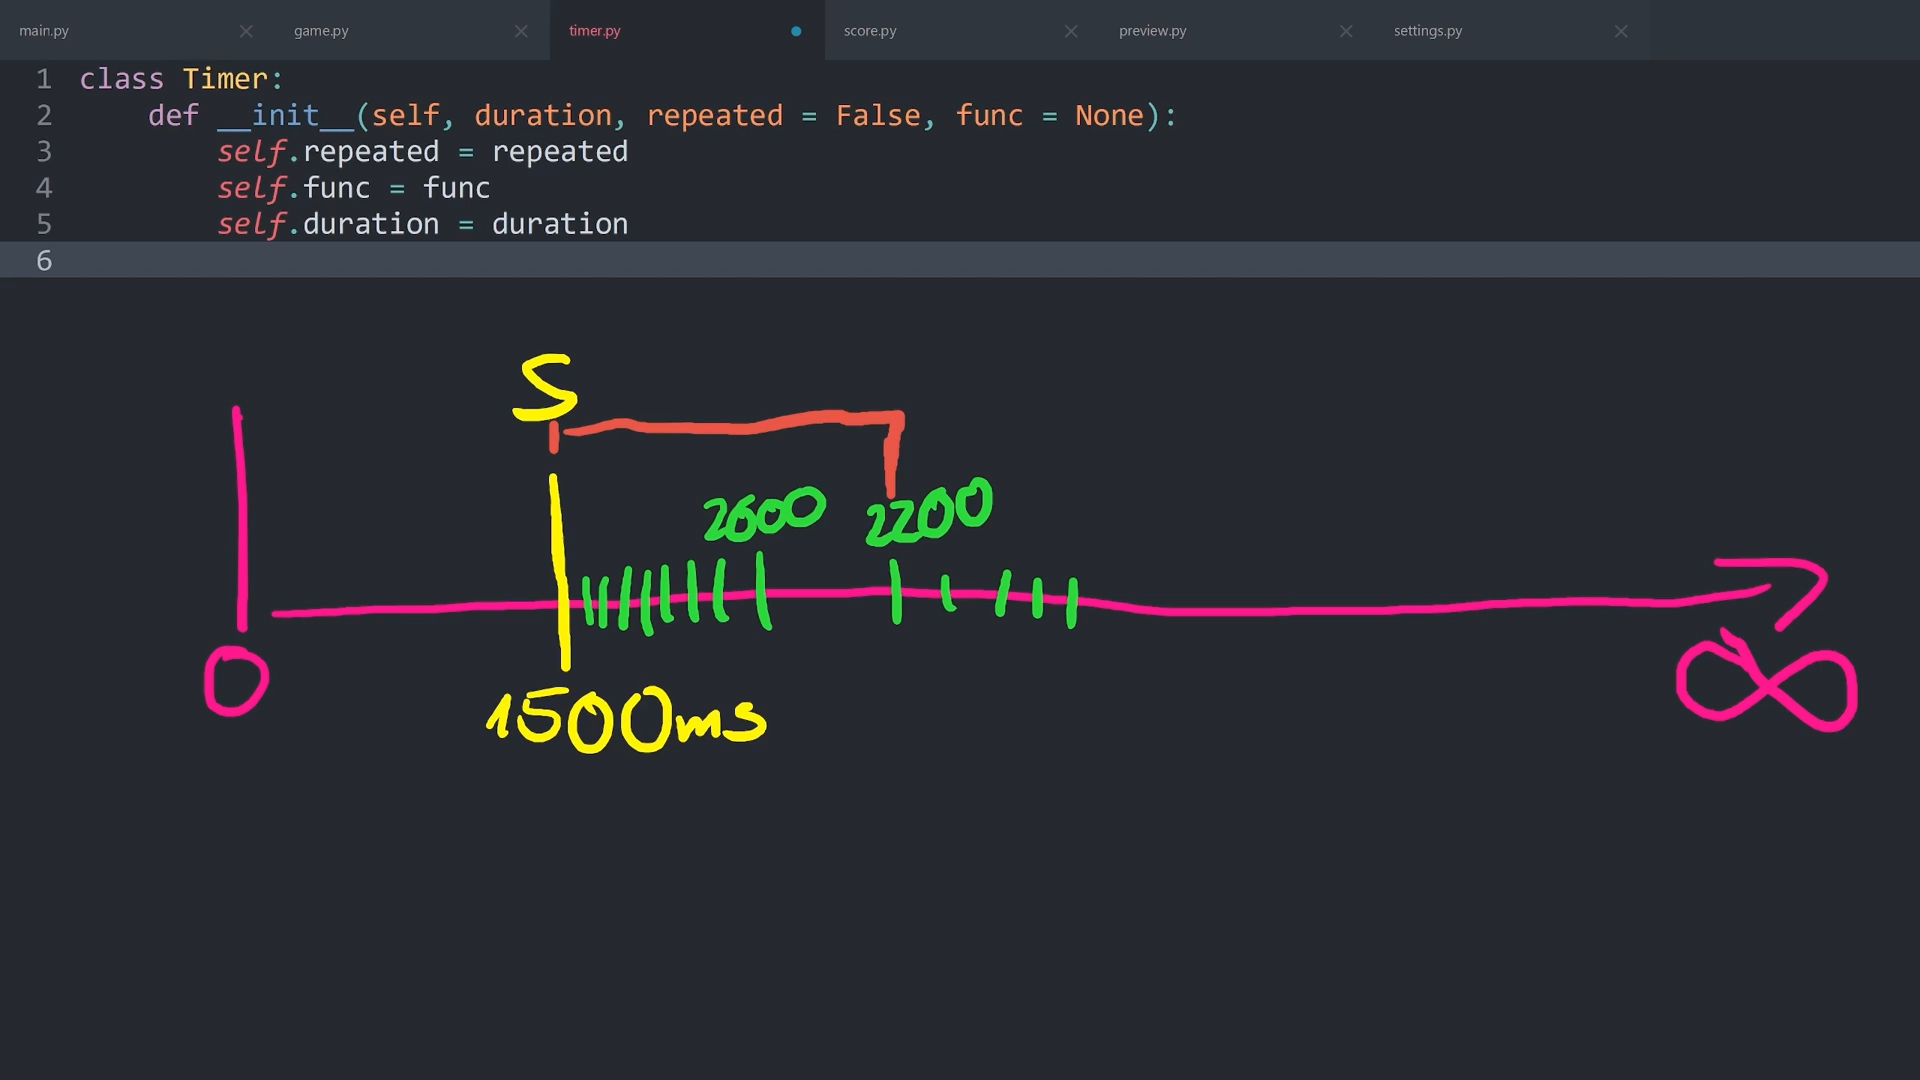 main.py game.py timer.py score.py preview.py settings.py
1 class Timer:
2 def __init__(self, duration, repeated = False, func = None):
3 self.repeated = repeated
4 self.func = func
5 self.duration = duration
6
S
2600 2200
0 ∞
1500ms